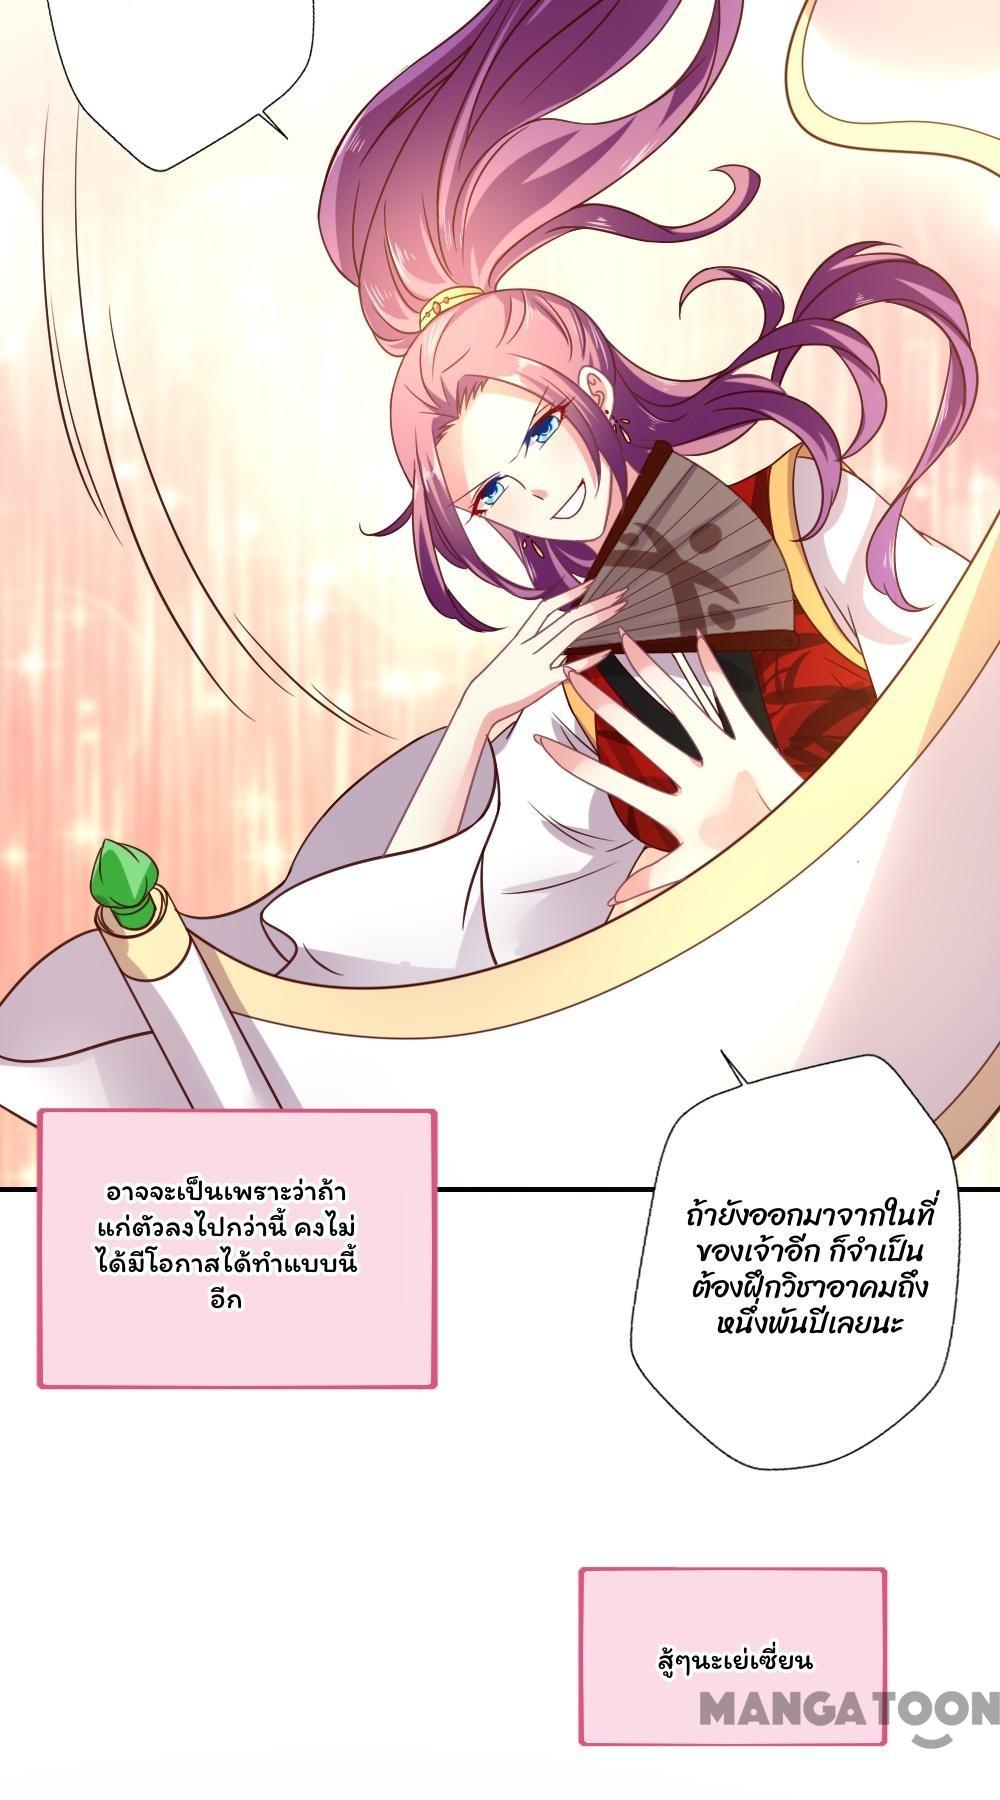 อาจจะเป็นเพราะว่าถ้า
แก่ตัวลงไปกว่านี้ คงไม่
ได้มีโอกาสได้ทำแบบนี้
อีก
ถ้ายังออกมาจากในที่
ของเจ้าอีก ก็จำเป็น
ต้องฝึกวิชาอาคมถึง
หนึ่งพันปีเลยนะ
สู้ๆนะเย่เซี่ยน
MANGATOON